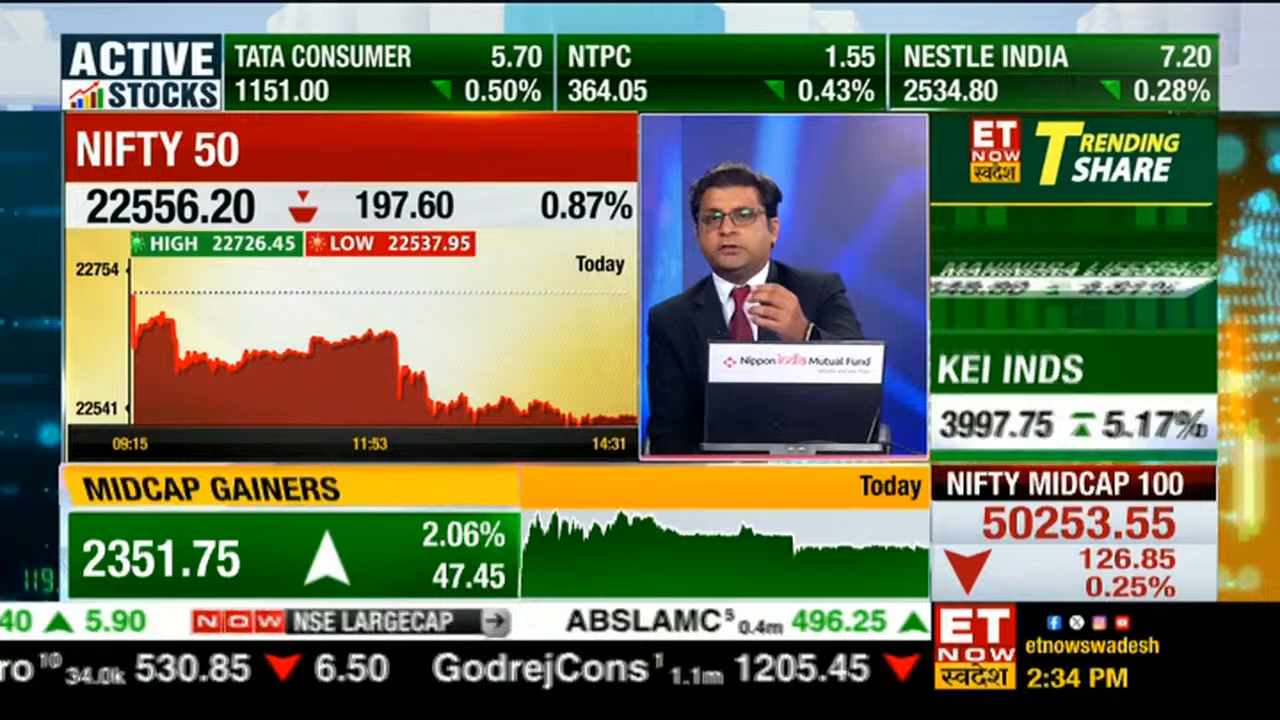 ACTIVE
STOCKS
TATA CONSUMER 5.70
1151.00 0.50%
NTPC 1.55
364.05 0.43%
NESTLE INDIA 7.20
2534.80 0.28%
NIFTY 50
22556.20 197.60 0.87%
HIGH 22726.45 LOW 22537.95
Today
22754
22541
09:15 11:53 14:31
Nippon india Mutual Fund
ET
NOW
स्वदेश
TRENDING
SHARE
KEI INDS
3997.75 5.17%
MIDCAP GAINERS
Today
2351.75
2.06%
47.45
NIFTY MIDCAP 100
50253.55
126.85
0.25%
119
40 5.90 NOW NSE LARGECAP ABSLAMC 5 0.4m 496.25
ro 10 34.0k 530.85 6.50 GodrejCons 1 1.1m 1205.45
ET
NOW
स्वदेश
etnowswadesh
2:34 PM